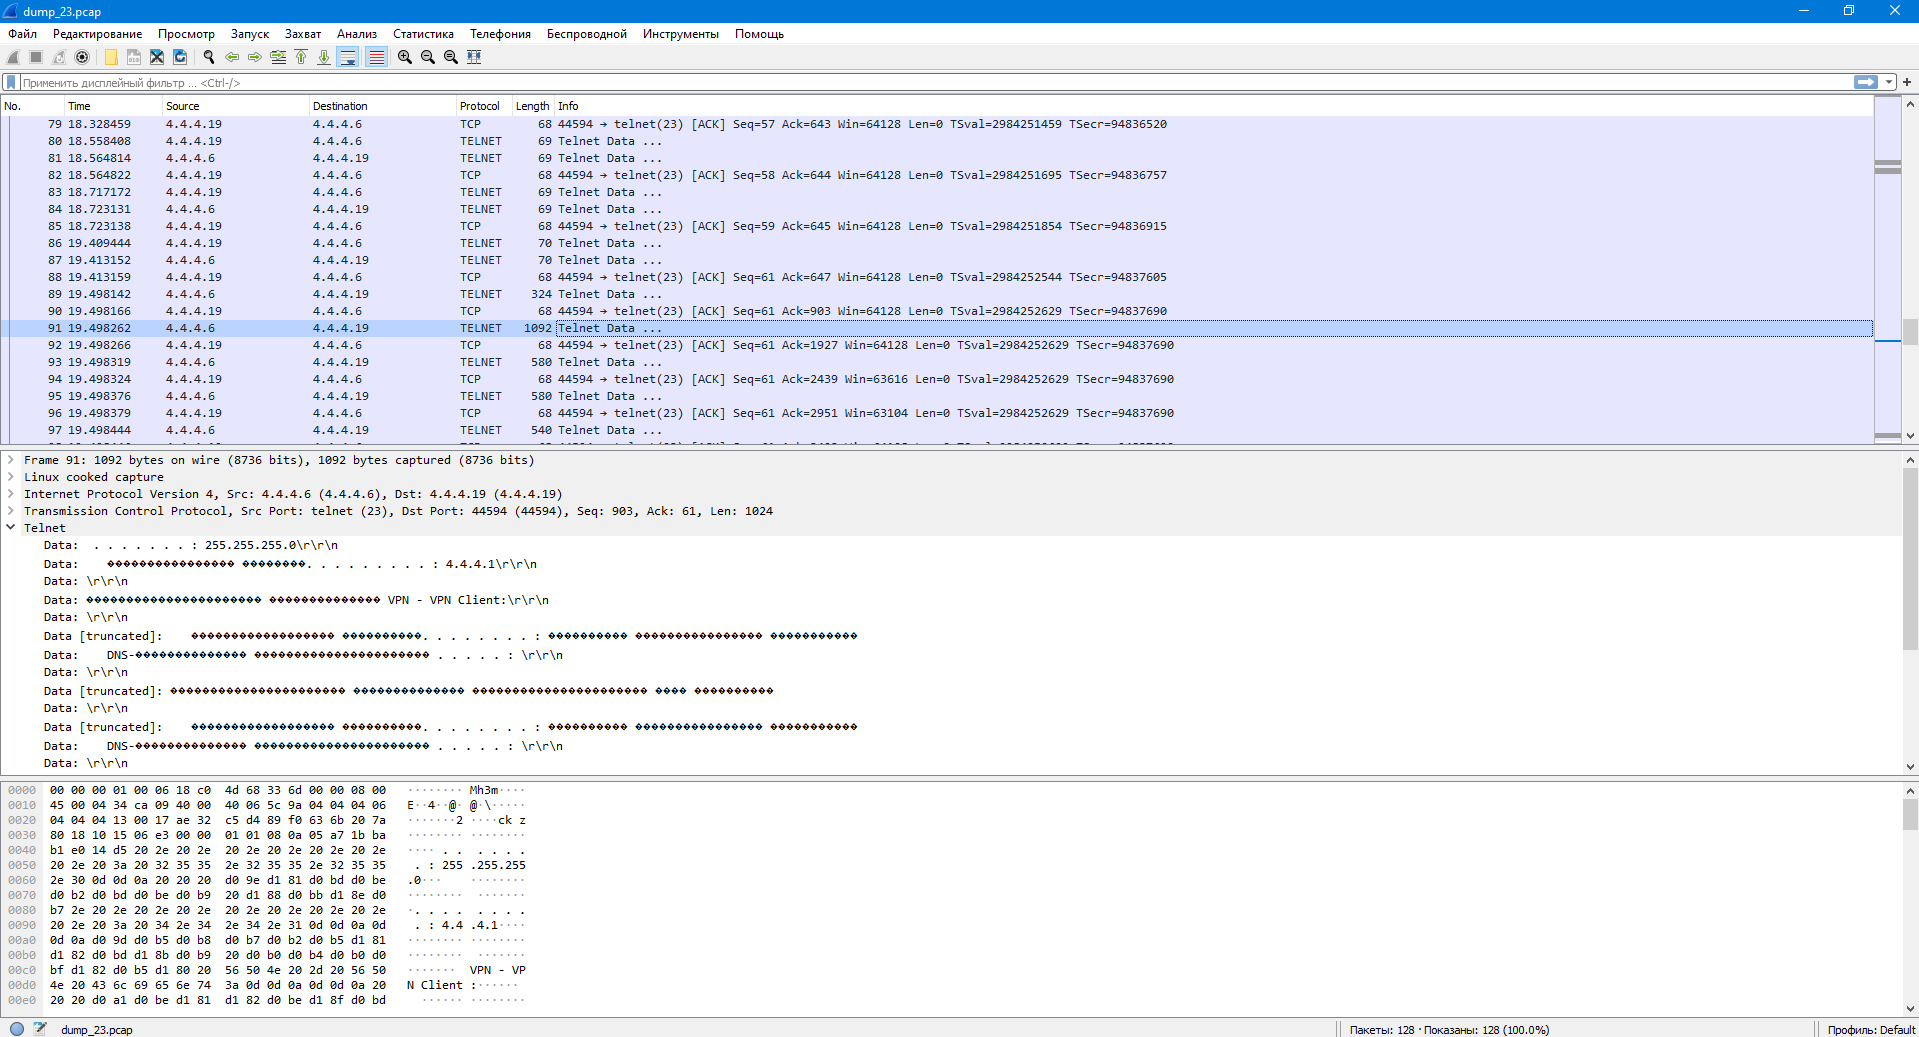 dump_23.pcap
Файл Редактирование Просмотр Запуск Захват Анализ Статистика Телефония Беспроводной Инструменты Помощь
Применить дисплейный фильтр ... <Ctrl-/>
No. Time Source Destination Protocol Length Info
79 18.328459 4.4.4.19 4.4.4.6 TCP 68 44594 → telnet(23) [ACK] Seq=57 Ack=643 Win=64128 Len=0 TSval=2984251459 TSecr=94836520
80 18.558408 4.4.4.19 4.4.4.6 TELNET 69 Telnet Data ...
81 18.564814 4.4.4.6 4.4.4.19 TELNET 69 Telnet Data ...
82 18.564822 4.4.4.19 4.4.4.6 TCP 68 44594 → telnet(23) [ACK] Seq=58 Ack=644 Win=64128 Len=0 TSval=2984251695 TSecr=94836757
83 18.717172 4.4.4.19 4.4.4.6 TELNET 69 Telnet Data ...
84 18.723131 4.4.4.6 4.4.4.19 TELNET 69 Telnet Data ...
85 18.723138 4.4.4.19 4.4.4.6 TCP 68 44594 → telnet(23) [ACK] Seq=59 Ack=645 Win=64128 Len=0 TSval=2984251854 TSecr=94836915
86 19.409444 4.4.4.19 4.4.4.6 TELNET 70 Telnet Data ...
87 19.413152 4.4.4.6 4.4.4.19 TELNET 70 Telnet Data ...
88 19.413159 4.4.4.19 4.4.4.6 TCP 68 44594 → telnet(23) [ACK] Seq=61 Ack=647 Win=64128 Len=0 TSval=2984252544 TSecr=94837605
89 19.498142 4.4.4.6 4.4.4.19 TELNET 324 Telnet Data ...
90 19.498166 4.4.4.19 4.4.4.6 TCP 68 44594 → telnet(23) [ACK] Seq=61 Ack=903 Win=64128 Len=0 TSval=2984252629 TSecr=94837690
91 19.498262 4.4.4.6 4.4.4.19 TELNET 1092 Telnet Data ...
92 19.498266 4.4.4.19 4.4.4.6 TCP 68 44594 → telnet(23) [ACK] Seq=61 Ack=1927 Win=64128 Len=0 TSval=2984252629 TSecr=94837690
93 19.498319 4.4.4.6 4.4.4.19 TELNET 580 Telnet Data ...
94 19.498324 4.4.4.19 4.4.4.6 TCP 68 44594 → telnet(23) [ACK] Seq=61 Ack=2439 Win=63616 Len=0 TSval=2984252629 TSecr=94837690
95 19.498376 4.4.4.6 4.4.4.19 TELNET 580 Telnet Data ...
96 19.498379 4.4.4.19 4.4.4.6 TCP 68 44594 → telnet(23) [ACK] Seq=61 Ack=2951 Win=63104 Len=0 TSval=2984252629 TSecr=94837690
97 19.498444 4.4.4.6 4.4.4.19 TELNET 540 Telnet Data ...
Frame 91: 1092 bytes on wire (8736 bits), 1092 bytes captured (8736 bits)
Linux cooked capture
Internet Protocol Version 4, Src: 4.4.4.6 (4.4.4.6), Dst: 4.4.4.19 (4.4.4.19)
Transmission Control Protocol, Src Port: telnet (23), Dst Port: 44594 (44594), Seq: 903, Ack: 61, Len: 1024
Telnet
Data: . . . . . . . : 255.255.255.0\r\r\n
Data: ���������������� ��������. . . . . . . . . : 4.4.4.1\r\r\n
Data: \r\r\n
Data: ���������������������� �������������� VPN - VPN Client:\r\r\n
Data: \r\r\n
Data [truncated]: ������������������ ����������. . . . . . . . : ���������� ���������������� �����������
Data: DNS-�������������� ���������������������� . . . . . : \r\r\n
Data: \r\r\n
Data [truncated]: ���������������������� �������������� ���������������������� ���� ����������
Data: \r\r\n
Data [truncated]: ������������������ ����������. . . . . . . . : ���������� ���������������� �����������
Data: DNS-�������������� ���������������������� . . . . . : \r\r\n
Data: \r\r\n
0000 00 00 00 01 00 06 18 c0 4d 68 33 6d 00 00 08 00 ········ Mh3m····
0010 45 00 04 34 ca 09 40 00 40 06 5c 9a 04 04 04 06 E··4··@· @·\·····
0020 04 04 04 13 00 17 ae 32 c5 d4 89 f0 63 6b 20 7a ·······2 ····ck z
0030 80 18 10 15 06 e3 00 00 01 01 08 0a 05 a7 1b ba ········ ········
0040 b1 e0 14 d5 20 2e 20 2e 20 2e 20 2e 20 2e 20 2e ···· . . . . . .
0050 20 2e 20 3a 20 32 35 35 2e 32 35 35 2e 32 35 35 . : 255 .255.255
0060 2e 30 0d 0d 0a 20 20 20 d0 9e d1 81 d0 bd d0 be .0··· ········
0070 d0 b2 d0 bd d0 be d0 b9 20 d1 88 d0 bb d1 8e d0 ········ ·······
0080 b7 2e 20 2e 20 2e 20 2e 20 2e 20 2e 20 2e 20 2e ·. . . . . . . .
0090 20 2e 20 3a 20 34 2e 34 2e 34 2e 31 0d 0d 0a 0d . : 4.4 .4.1····
00a0 0d 0a d0 9d d0 b5 d0 b8 d0 b7 d0 b2 d0 b5 d1 81 ········ ········
00b0 d1 82 d0 bd d1 8b d0 b9 20 d0 b0 d0 b4 d0 b0 d0 ········ ·······
00c0 bf d1 82 d0 b5 d1 80 20 56 50 4e 20 2d 20 56 50 ······· VPN - VP
00d0 4e 20 43 6c 69 65 6e 74 3a 0d 0d 0a 0d 0d 0a 20 N Client :······
00e0 20 20 d0 a1 d0 be d1 81 d1 82 d0 be d1 8f d0 bd ······ ········
dump_23.pcap
Пакеты: 128 · Показаны: 128 (100.0%)
Профиль: Default